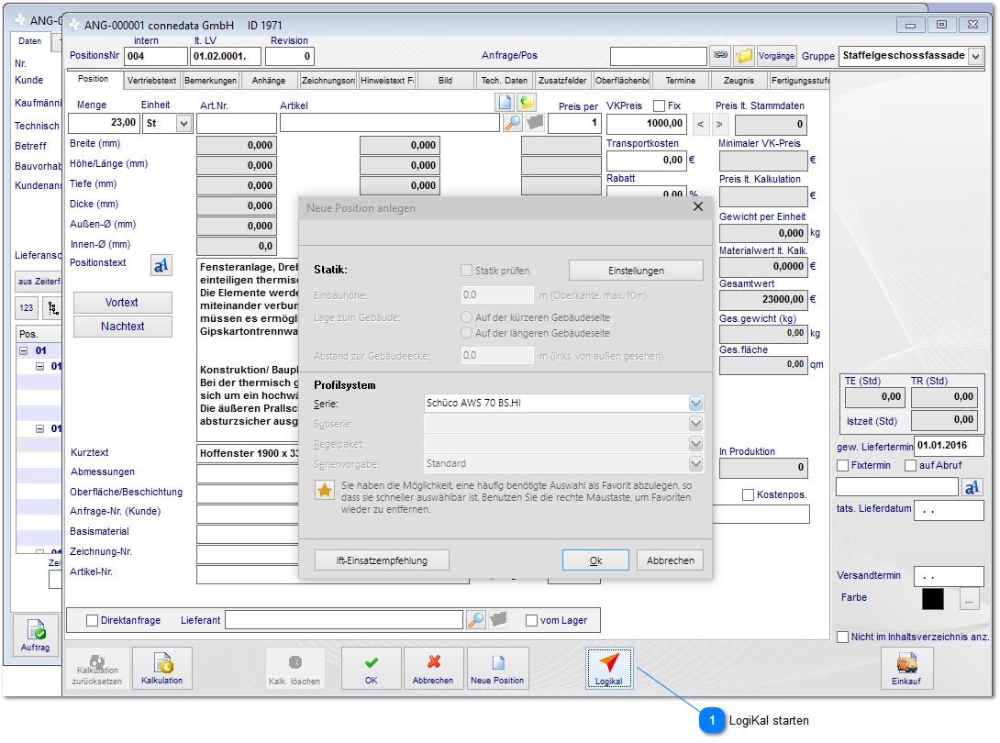 ANG-0
ANG-000001 connedata GmbH ID 1971
Daten
Nr.
Kunde
Kaufmänni
Technisch
Betreff
Bauvorhab
Kundenans
Lieferansc
aus Zeiterfa
123
Pos.
01
01
01
01
Zei
Auftrag
intern
lt. LV
Revision
PositionsNr
004
01.02.0001.
0
Anfrage/Pos
Vorgänge
Gruppe
Staffelgeschossfassade
Position
Vertriebstext
Bemerkungen
Anhänge
Zeichnungsord
Hinweistext F
Bild
Tech. Daten
Zusatzfelder
Oberflächenbe
Termine
Zeugnis
Fertigungsstufe
Menge
Einheit
Art.Nr.
Artikel
Preis per
VKPreis
Fix
Preis lt. Stammdaten
23,00
St
1
1000,00
<
>
0
Breite (mm)
0,000
0,000
Transportkosten
Minimaler VK-Preis
Höhe/Länge (mm)
0,000
0,000
0,00
€
€
Tiefe (mm)
0,000
0,000
Rabatt
Preis lt. Kalkulation
Dicke (mm)
0,000
0,00
%
€
Außen-Ø (mm)
0,000
Gewicht per Einheit
0,000
kg
Innen-Ø (mm)
0,0
Materialwert lt. Kalk.
0,0000
€
Positionstext
Gesamtwert
23000,00
€
Vortext
Nachtext
Ges.gewicht (kg)
0,00
kg
Ges.fläche
0,00
qm
Fensteranlage, Dreh
einteiligen thermisc
Die Elemente werde
miteinander verbun
müssen es ermögli
Gipskartontrennwa
Konstruktion/ Baupl
Bei der thermisch g
sich um ein hochwä
Die äußeren Prallsc
absturzsicher ausg
Kurztext
Hoffenster 1900 x 33
Abmessungen
Oberfläche/Beschichtung
Anfrage-Nr. (Kunde)
Basismaterial
Zeichnung-Nr.
Artikel-Nr.
In Produktion
0
Kostenpos.
Neue Position anlegen
Statik:
Statik prüfen
Einstellungen
Einbauhöhe:
0,0
m (Oberkante, max. 10m)
Lage zum Gebäude:
Auf der kürzeren Gebäudeseite
Auf der längeren Gebäudeseite
Abstand zur Gebäudeecke:
0,0
m (links, von außen gesehen)
Profilsystem
Serie:
Schüco AWS 70 BS.HI
Subserie:
Regelpaket:
Serienvorgabe:
Standard
Sie haben die Möglichkeit, eine häufig benötigte Auswahl als Favorit abzulegen, so
dass sie schneller auswählbar ist. Benutzen Sie die rechte Maustaste, um Favoriten
wieder zu entfernen.
ift-Einsatzempfehlung
Ok
Abbrechen
TE (Std)
TR (Std)
0,00
0,00
Istzeit (Std)
0,00
gew. Liefertermin
01.01.2016
Fixtermin
auf Abruf
tats. Lieferdatum
. .
Versandtermin
. .
Farbe
...
Nicht im Inhaltsverzeichnis anz.
Direktanfrage
Lieferant
vom Lager
Kalkulation
zurücksetzen
Kalkulation
Kalk. löschen
OK
Abbrechen
Neue Position
Logikal
Einkauf
1
LogiKal starten